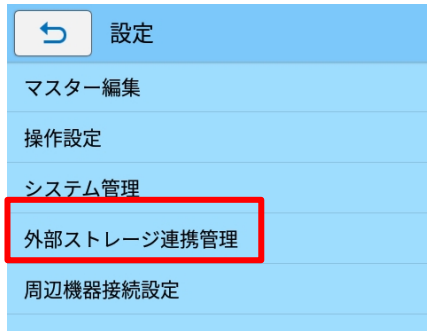 設定
マスター編集
操作設定
システム管理
外部ストレージ連携管理
周辺機器接続設定